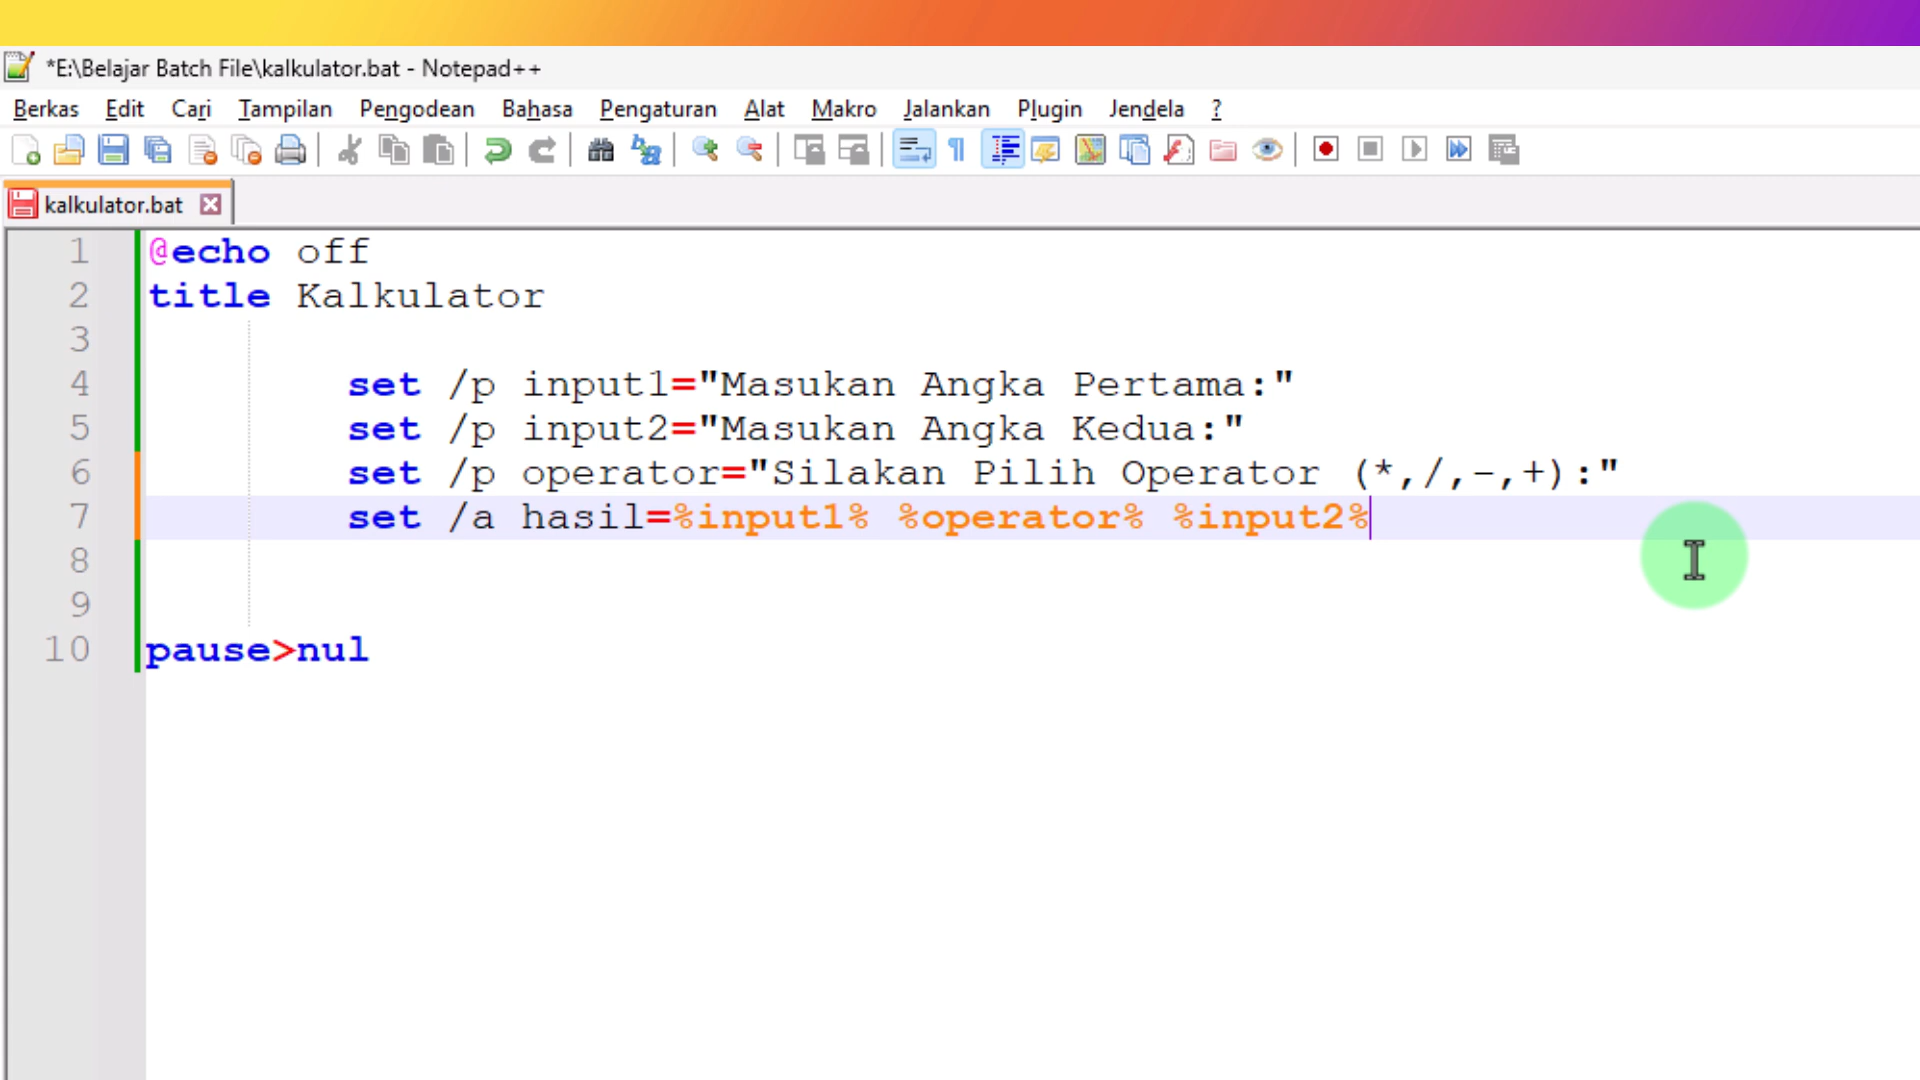 *E:\Belajar Batch File\kalkulator.bat - Notepad++
Berkas Edit Cari Tampilan Pengodean Bahasa Pengaturan Alat Makro Jalankan Plugin Jendela ?
kalkulator.bat
1 @echo off
2 title Kalkulator
3
4 set /p input1="Masukan Angka Pertama:"
5 set /p input2="Masukan Angka Kedua:"
6 set /p operator="Silakan Pilih Operator (*,/,-,+):"
7 set /a hasil=%input1% %operator% %input2%
8
9
10 pause>nul